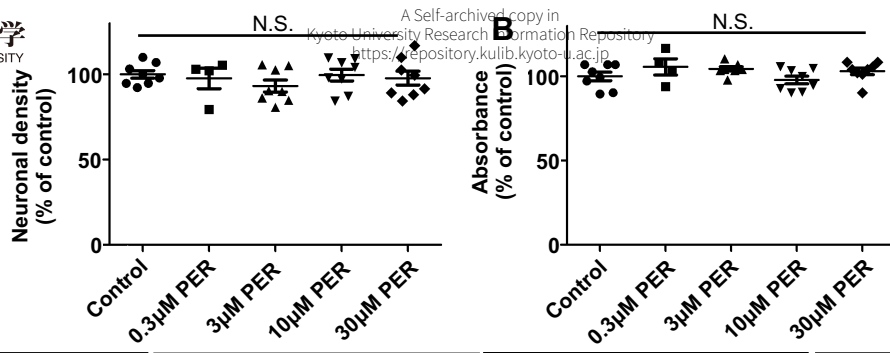 学
SITY
A Self-archived copy in
Kyoto University Research Information Repository
https://repository.kulib.kyoto-u.ac.jp
N.S.
Neuronal density
(% of control)
100
50
0
Control
0.3μM PER
3μM PER
10μM PER
30μM PER
B
N.S.
Absorbance
(% of control)
100
50
0
Control
0.3μM PER
3μM PER
10μM PER
30μM PER